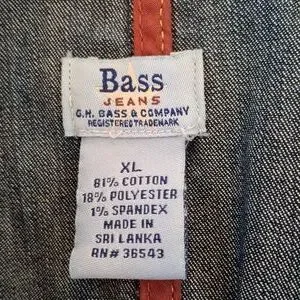 Bass
JEANS
G.H. BASS & COMPANY
REGISTERED TRADEMARK
XL
81% COTTON
18% POLYESTER
1% SPANDEX
MADE IN
SRI LANKA
RN# 36543